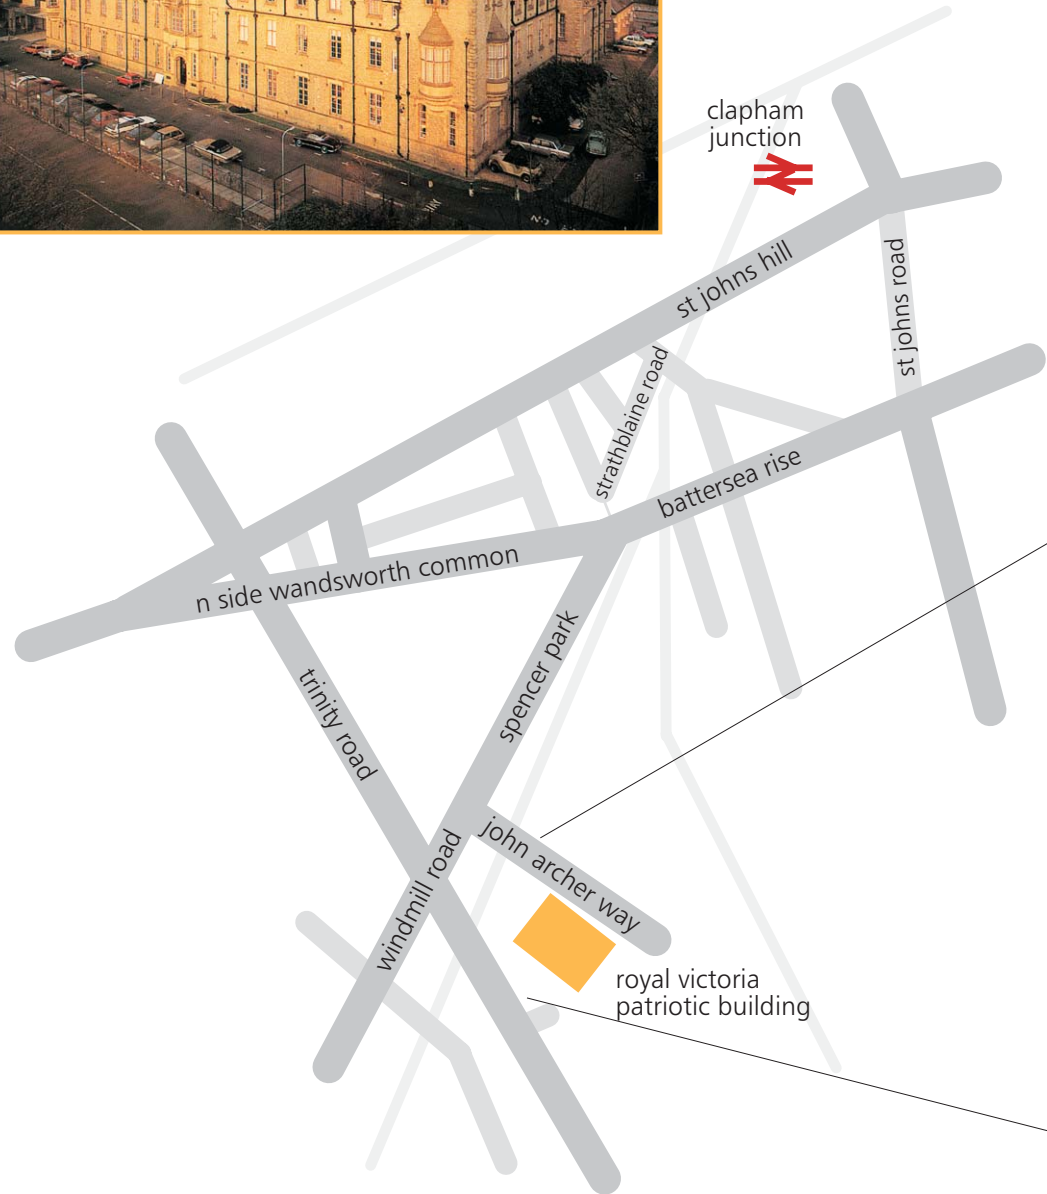 clapham
junction
st johns hill
st johns road
strathblaine road
battersea rise
n side wandsworth common
spencer park
trinity road
john archer way
windmill road
royal victoria
patriotic building